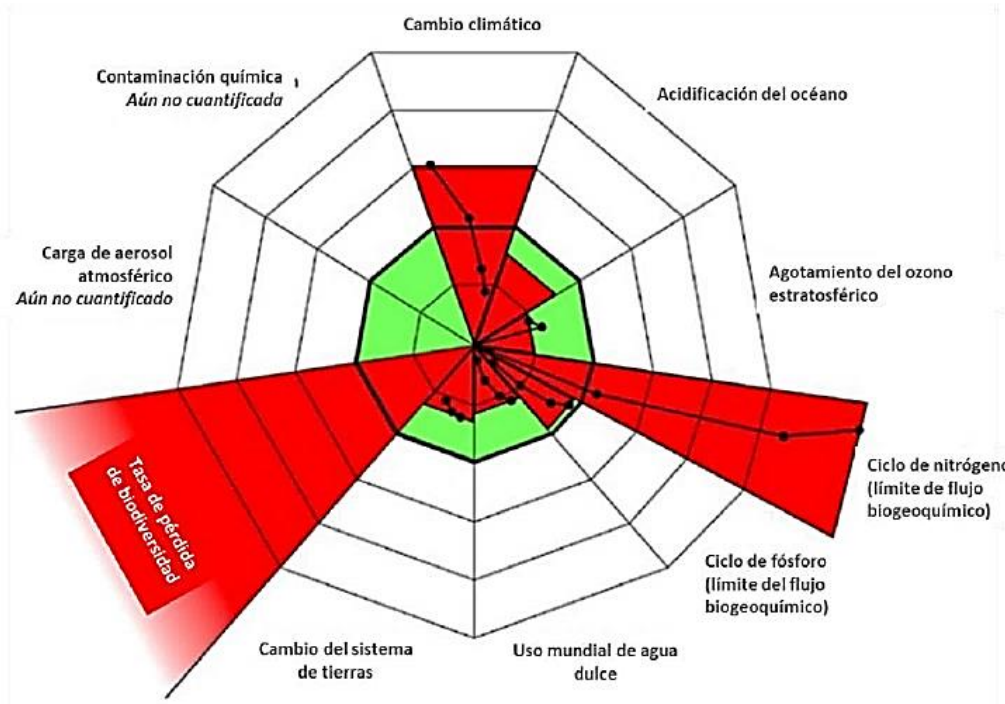 Cambio climático
Contaminación química
Aún no cuantificada
Acidificación del océano
Carga de aerosol
atmosférico
Aún no cuantificado
Agotamiento del ozono
estratosférico
Tasa de pérdida
de biodiversidad
Ciclo de nitrógeno
(límite de flujo
biogeoquímico)
Ciclo de fósforo
(límite del flujo
biogeoquímico)
Cambio del sistema
de tierras
Uso mundial de agua
dulce